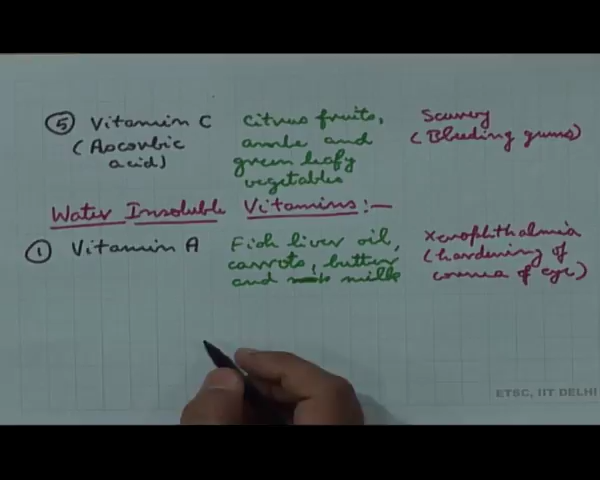 ⑤ Vitamin C citrus fruits, Scurvy
(Ascorbic amla and (Bleeding gums)
acid) green leafy
vegetables
Water Insoluble Vitamins :—
① Vitamin A Fish liver oil, Xerophthalmia
carrots, butter (hardening of
and milk cornea of eye)
ETSC, IIT DELHI